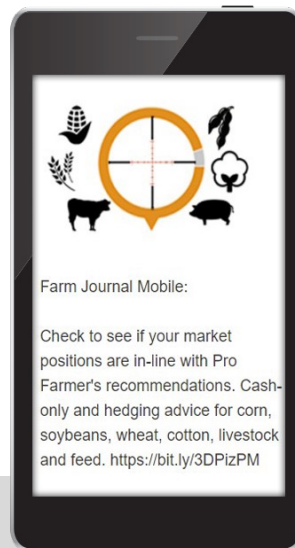 Farm Journal Mobile:
Check to see if your market
positions are in-line with Pro
Farmer's recommendations. Cash-
only and hedging advice for corn,
soybeans, wheat, cotton, livestock
and feed. https://bit.ly/3DPizPM